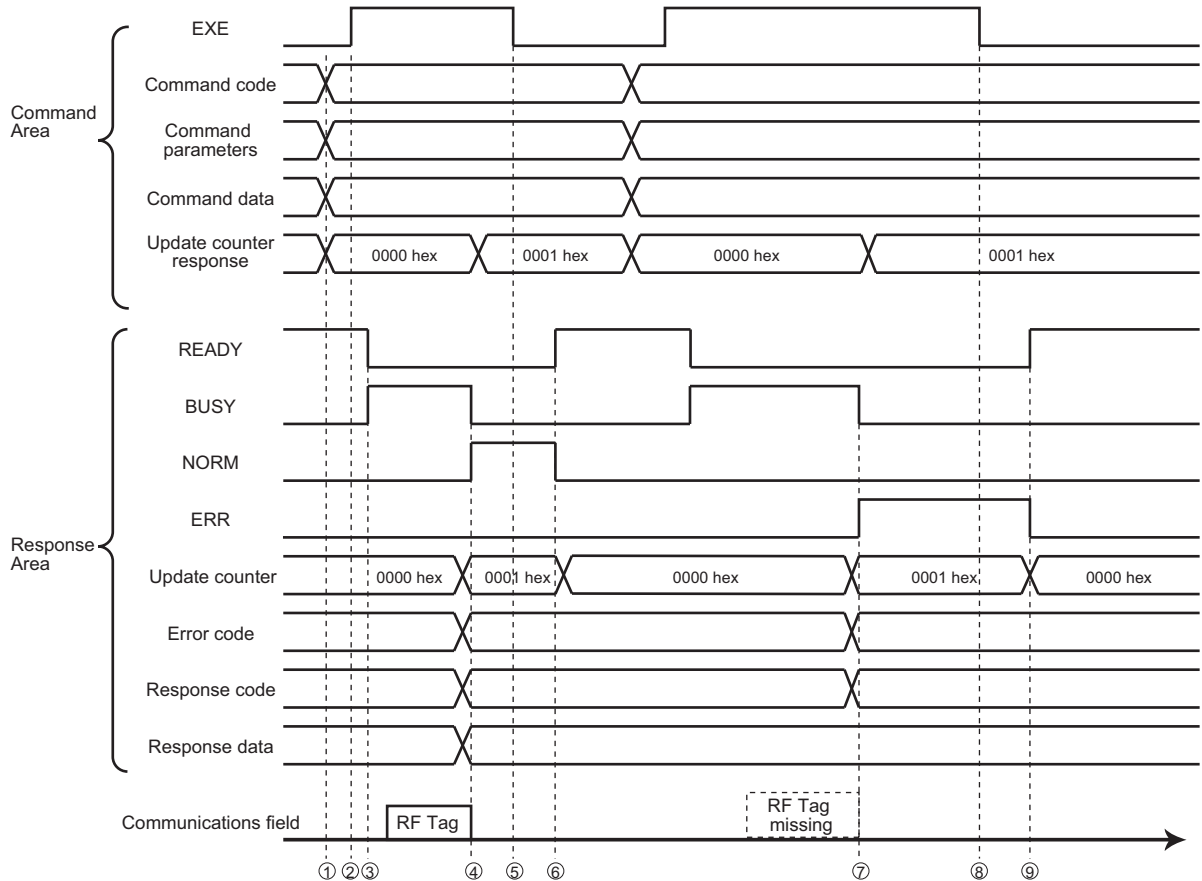 EXE
Command code
Command
Area
Command
parameters
Command data
Update counter
response
0000 hex
0001 hex
0000 hex
0001 hex
READY
BUSY
NORM
ERR
Response
Area
Update counter
0000 hex
0001 hex
0000 hex
0001 hex
0000 hex
Error code
Response code
Response data
Communications field
RF Tag
RF Tag
missing
① ② ③ ④ ⑤ ⑥ ⑦ ⑧ ⑨